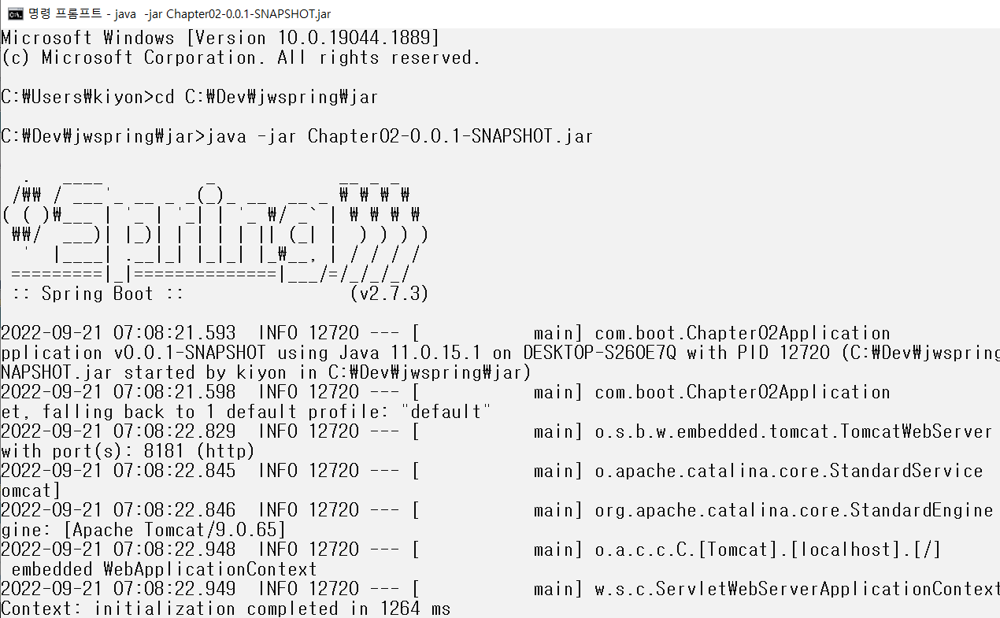 명령 프롬프트 - java  -jar Chapter02-0.0.1-SNAPSHOT.jar
Microsoft Windows [Version 10.0.19044.1889]
(c) Microsoft Corporation. All rights reserved.
C:₩Users₩kiyon>cd C:₩Dev₩jwspring₩jar
C:₩Dev₩jwspring₩jar>java -jar Chapter02-0.0.1-SNAPSHOT.jar
  .   ____          _            __ _ _
 /₩₩ / ___'_ __ _ _(_)_ __  __ _ ₩ ₩ ₩ ₩
( ( )₩___ | '_ | '_| | '_ ₩/ _` | ₩ ₩ ₩ ₩
 ₩₩/  ___)| |_)| | | | | || (_| |  ) ) ) )
  '  |____| .__|_| |_|_| |_₩__, | / / / /
 =========|_|==============|___/=/_/_/_/
 :: Spring Boot ::                (v2.7.3)
2022-09-21 07:08:21.593  INFO 12720 --- [           main] com.boot.Chapter02Application
pplication v0.0.1-SNAPSHOT using Java 11.0.15.1 on DESKTOP-S26OE7Q with PID 12720 (C:₩Dev₩jwspring
NAPSHOT.jar started by kiyon in C:₩Dev₩jwspring₩jar)
2022-09-21 07:08:21.598  INFO 12720 --- [           main] com.boot.Chapter02Application
et, falling back to 1 default profile: "default"
2022-09-21 07:08:22.829  INFO 12720 --- [           main] o.s.b.w.embedded.tomcat.TomcatWebServer
with port(s): 8181 (http)
2022-09-21 07:08:22.845  INFO 12720 --- [           main] o.apache.catalina.core.StandardService
omcat]
2022-09-21 07:08:22.846  INFO 12720 --- [           main] org.apache.catalina.core.StandardEngine
gine: [Apache Tomcat/9.0.65]
2022-09-21 07:08:22.948  INFO 12720 --- [           main] o.a.c.c.C.[Tomcat].[localhost].[/]
 embedded WebApplicationContext
2022-09-21 07:08:22.949  INFO 12720 --- [           main] w.s.c.ServletWebServerApplicationContext
Context: initialization completed in 1264 ms